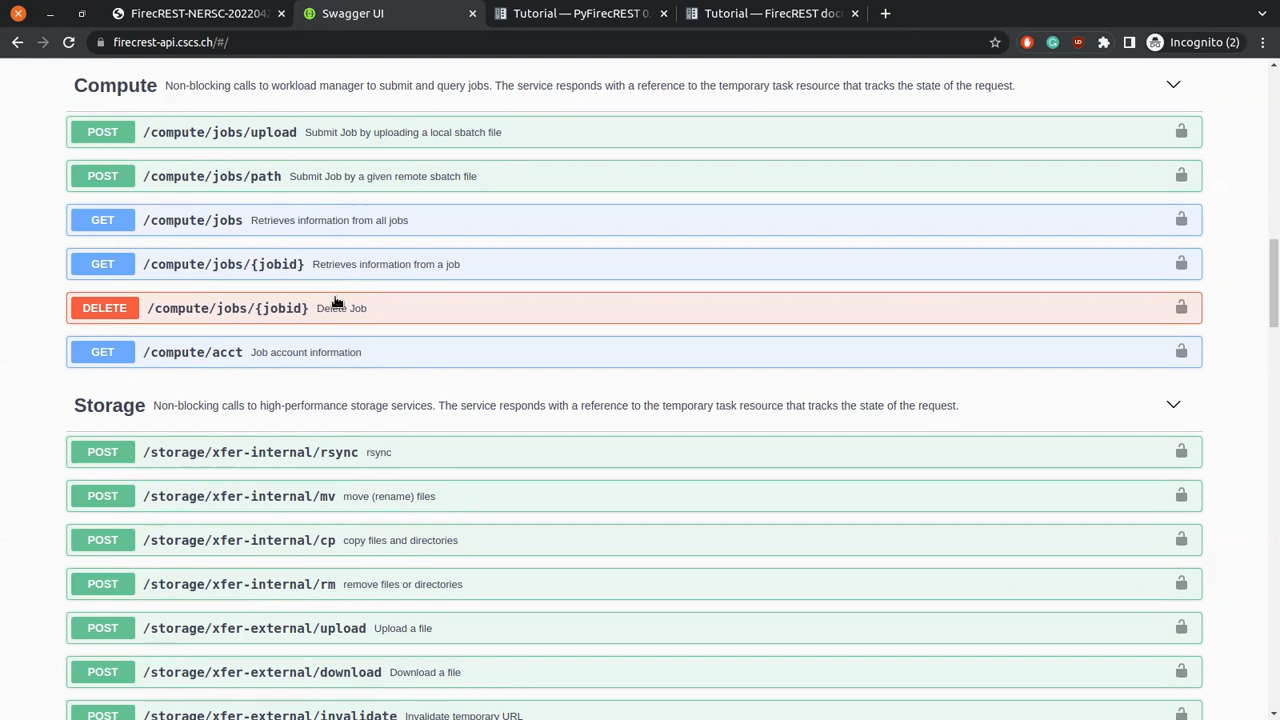 FirecREST-NERSC-2022042
Swagger UI
Tutorial — PyFirecREST 0.
Tutorial — FirecREST doc
firecrest-api.cscs.ch/#/
Incognito (2)
Compute Non-blocking calls to workload manager to submit and query jobs. The service responds with a reference to the temporary task resource that tracks the state of the request.
POST /compute/jobs/upload Submit Job by uploading a local sbatch file
POST /compute/jobs/path Submit Job by a given remote sbatch file
GET /compute/jobs Retrieves information from all jobs
GET /compute/jobs/{jobid} Retrieves information from a job
DELETE /compute/jobs/{jobid} Delete Job
GET /compute/acct Job account information
Storage Non-blocking calls to high-performance storage services. The service responds with a reference to the temporary task resource that tracks the state of the request.
POST /storage/xfer-internal/rsync rsync
POST /storage/xfer-internal/mv move (rename) files
POST /storage/xfer-internal/cp copy files and directories
POST /storage/xfer-internal/rm remove files or directories
POST /storage/xfer-external/upload Upload a file
POST /storage/xfer-external/download Download a file
POST /storage/xfer-external/invalidate Invalidate temporary URL